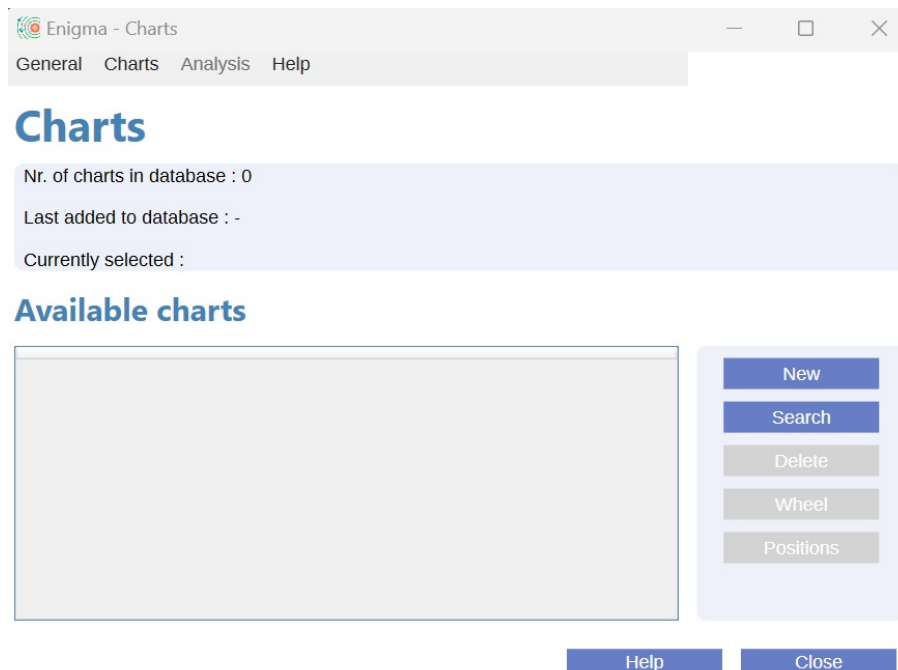 Enigma - Charts
General Charts Analysis Help
Charts
Nr. of charts in database : 0
Last added to database : -
Currently selected :
Available charts
New
Search
Delete
Wheel
Positions
Help Close